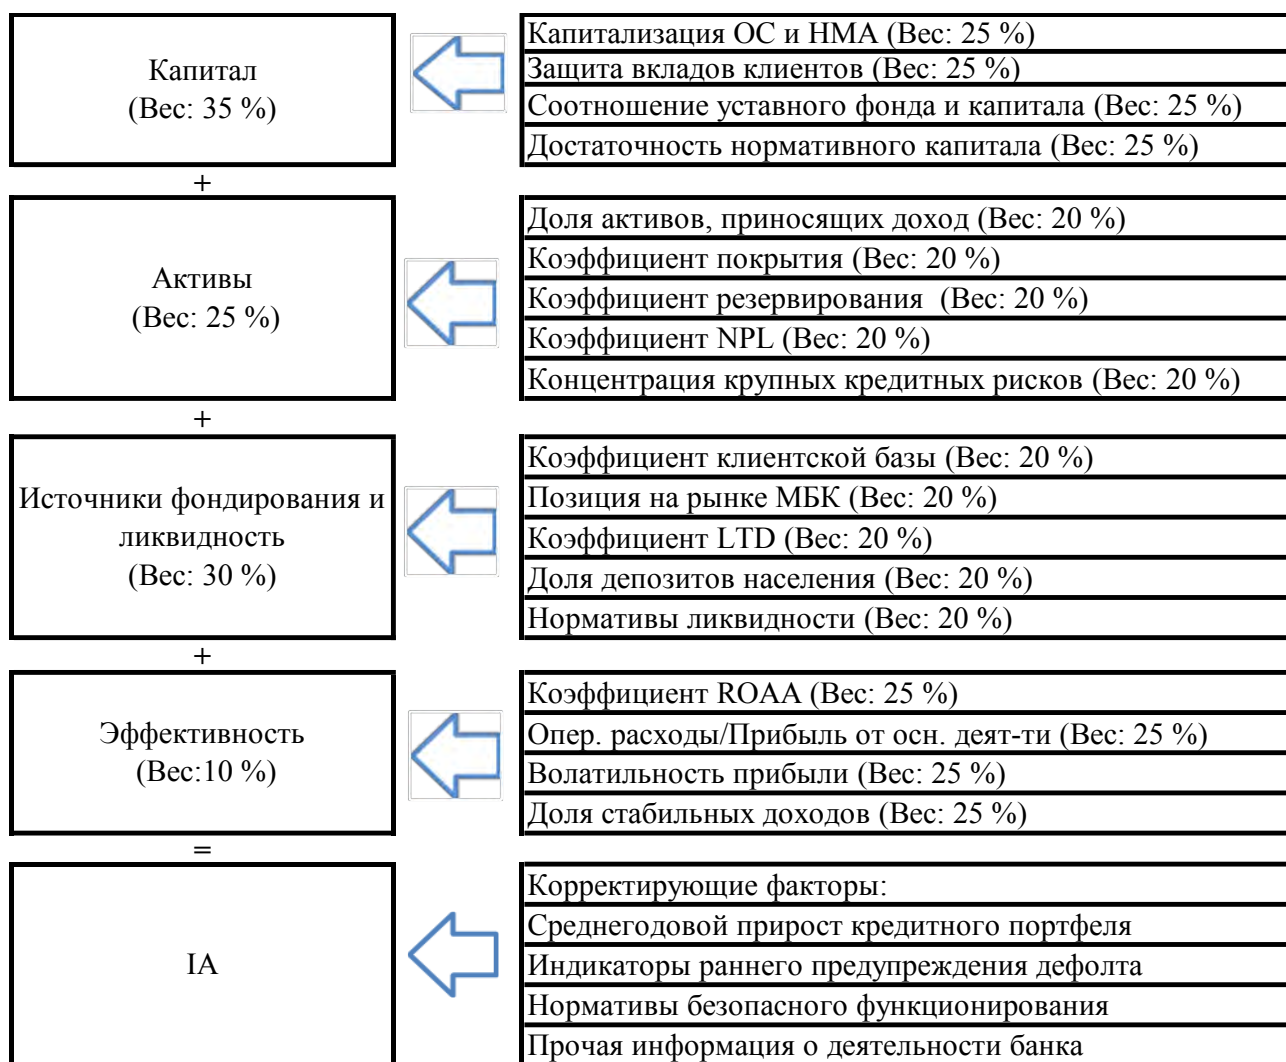 Капитал
(Вес: 35 %)
Капитализация ОС и НМА (Вес: 25 %)
Защита вкладов клиентов (Вес: 25 %)
Соотношение уставного фонда и капитала (Вес: 25 %)
Достаточность нормативного капитала (Вес: 25 %)
+
Активы
(Вес: 25 %)
Доля активов, приносящих доход (Вес: 20 %)
Коэффициент покрытия (Вес: 20 %)
Коэффициент резервирования (Вес: 20 %)
Коэффициент NPL (Вес: 20 %)
Концентрация крупных кредитных рисков (Вес: 20 %)
+
Источники фондирования и
ликвидность
(Вес: 30 %)
Коэффициент клиентской базы (Вес: 20 %)
Позиция на рынке МБК (Вес: 20 %)
Коэффициент LTD (Вес: 20 %)
Доля депозитов населения (Вес: 20 %)
Нормативы ликвидности (Вес: 20 %)
+
Эффективность
(Вес:10 %)
Коэффициент ROAA (Вес: 25 %)
Опер. расходы/Прибыль от осн. деят-ти (Вес: 25 %)
Волатильность прибыли (Вес: 25 %)
Доля стабильных доходов (Вес: 25 %)
=
IA
Корректирующие факторы:
Среднегодовой прирост кредитного портфеля
Индикаторы раннего предупреждения дефолта
Нормативы безопасного функционирования
Прочая информация о деятельности банка